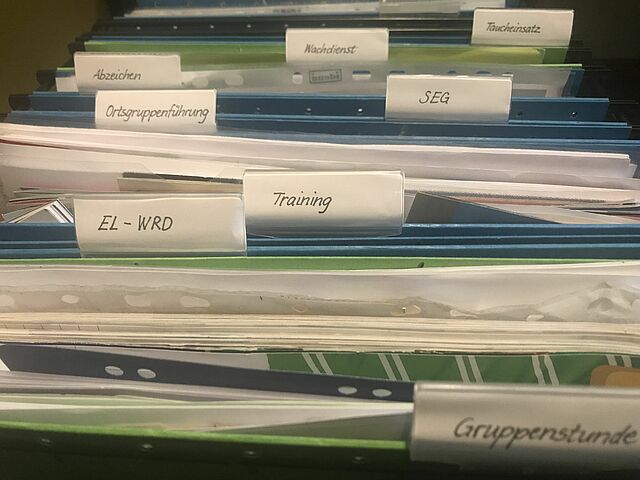 Taucheinsatz
Wachdienst
Abzeichen
SEG
Ortsgruppenführung
Training
EL-WRD
Gruppenstunde